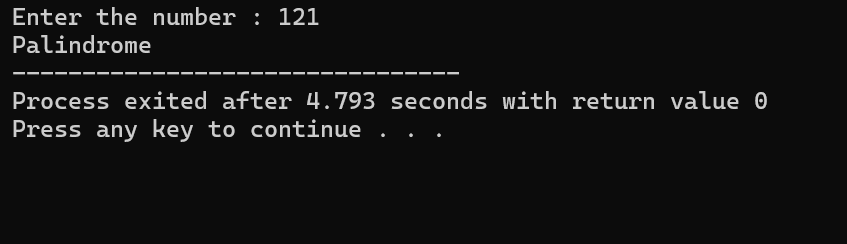 Enter the number : 121
Palindrome
--------------------------------
Process exited after 4.793 seconds with return value 0
Press any key to continue . . .